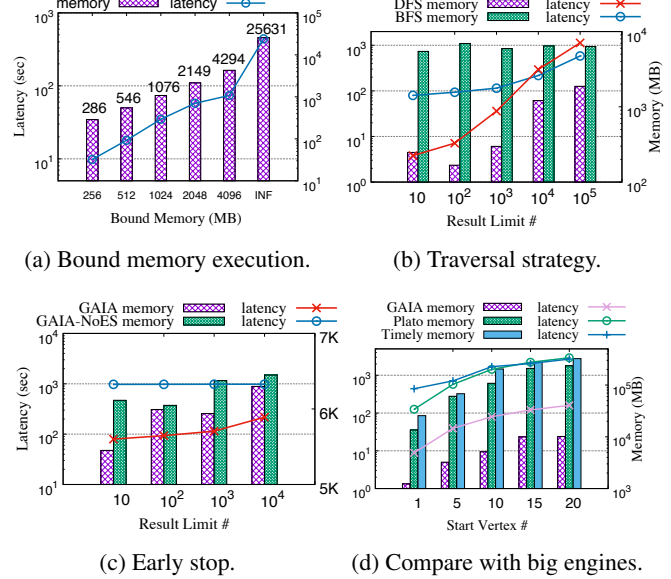 memory latency
10^3
10^2
10^1
Latency (sec)
286
546
1076
2149
4294
25631
10^5
10^4
10^3
10^2
10^1
256 512 1024 2048 4096 INF
Bound Memory (MB)
(a) Bound memory execution.
DFS memory latency
BFS memory latency
10^3
10^2
10^1
10^0
10^4
10^3
10^2
Memory (MB)
10 10^2 10^3 10^4 10^5
Result Limit #
(b) Traversal strategy.
GAIA memory latency
GAIA-NoES memory latency
10^4
10^3
10^2
10^1
Latency (sec)
7K
6K
5K
10 10^2 10^3 10^4
Result Limit #
(c) Early stop.
GAIA memory latency
Plato memory latency
Timely memory latency
10^3
10^2
10^1
10^0
10^5
10^4
10^3
Memory (MB)
1 5 10 15 20
Start Vertex #
(d) Compare with big engines.